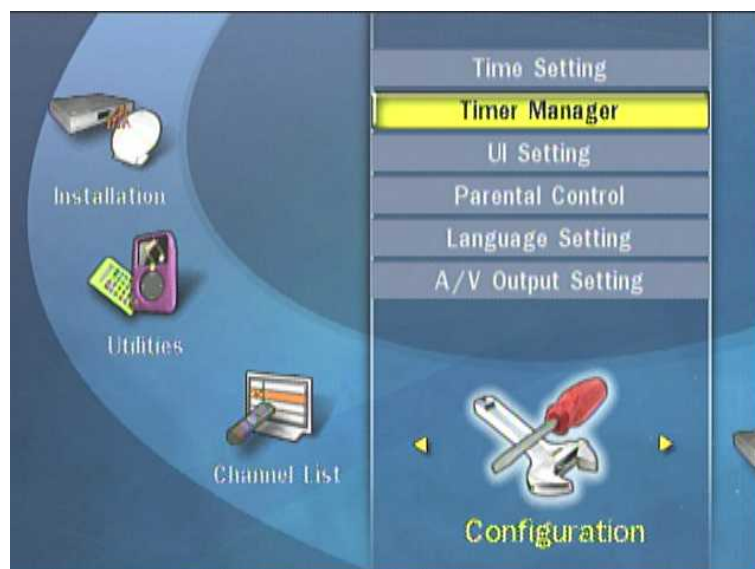 Time Setting
Timer Manager
UI Setting
Parental Control
Language Setting
A/V Output Setting
Installation
Utilities
Channel List
Configuration